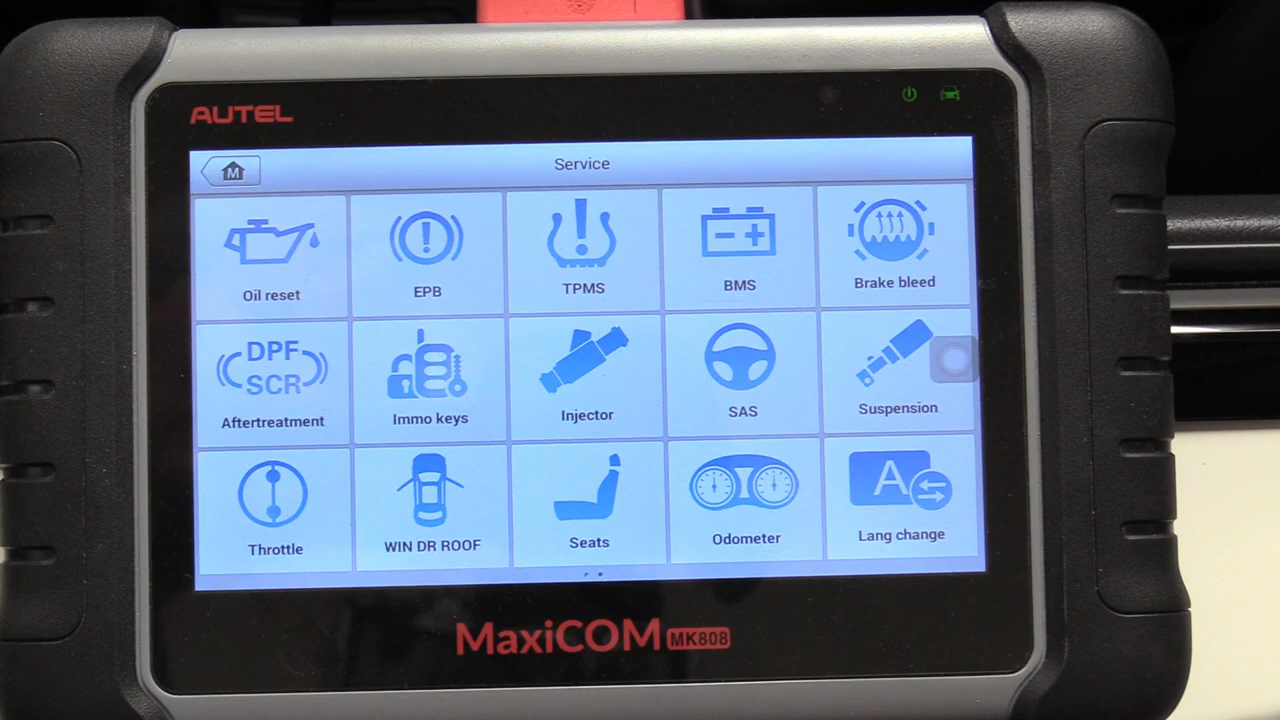 AUTEL
M
Service
Oil reset
EPB
TPMS
BMS
Brake bleed
DPF
SCR
Aftertreatment
Immo keys
Injector
SAS
Suspension
Throttle
WIN DR ROOF
Seats
Odometer
A
Lang change
MaxiCOM MK808